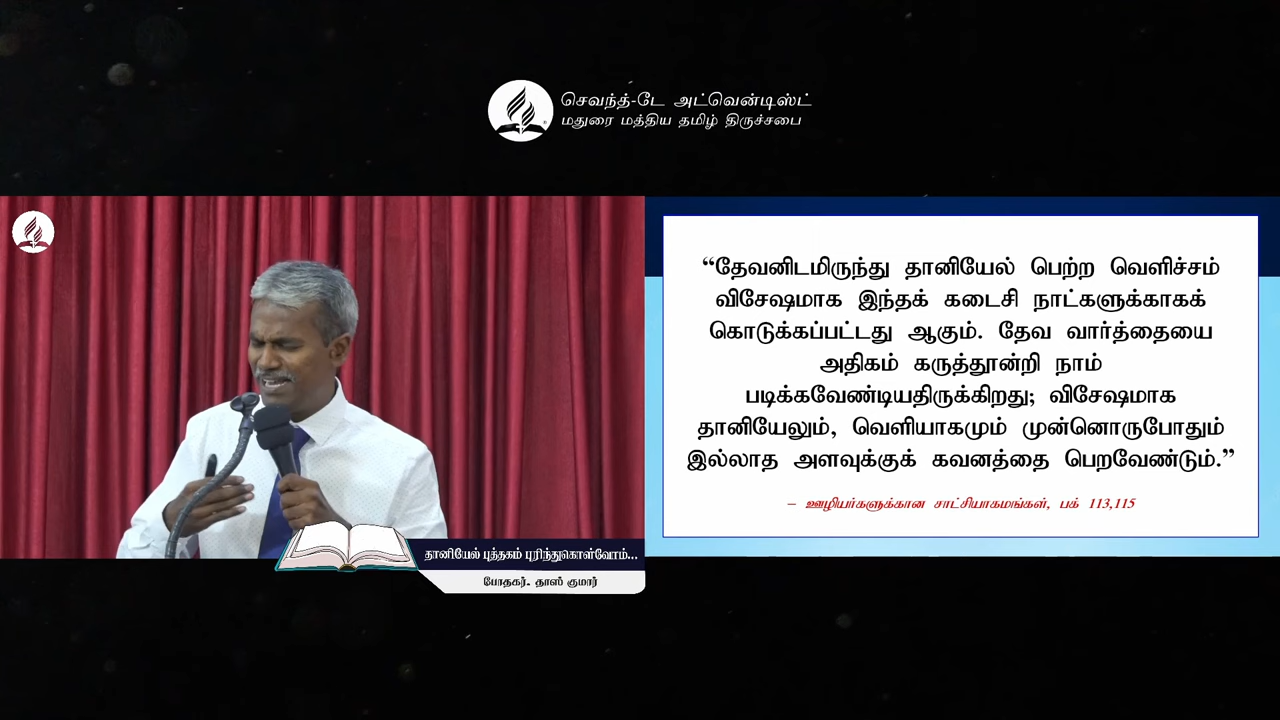 செவந்த்-டே அட்வென்டிஸ்ட்
மதுரை மத்திய தமிழ் திருச்சபை
“தேவனிடமிருந்து தானியேல் பெற்ற வெளிச்சம்
விசேஷமாக இந்தக் கடைசி நாட்களுக்காகக்
கொடுக்கப்பட்டது ஆகும். தேவ வார்த்தையை
அதிகம் கருத்தூன்றி நாம்
படிக்கவேண்டியதிருக்கிறது; விசேஷமாக
தானியேலும், வெளியாகமும் முன்னொருபோதும்
இல்லாத அளவுக்குக் கவனத்தை பெறவேண்டும்.”
– ஊழியர்களுக்கான சாட்சியாகமங்கள், பக் 113,115
தானியேல் புத்தகம் புரிந்துகொள்வோம்...
போதகர். தாஸ் குமார்